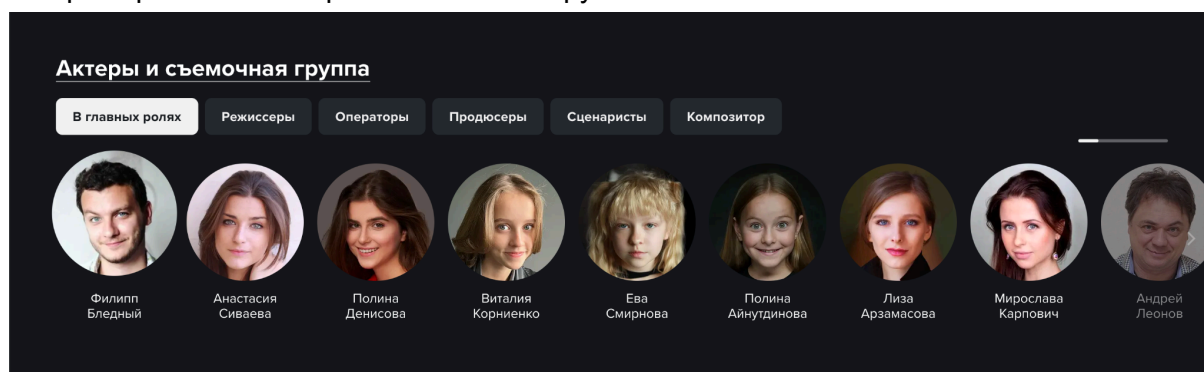 Актеры и съемочная группа
В главных ролях Режиссеры Операторы Продюсеры Сценаристы Композитор
Филипп Анастасия Полина Виталия Ева Полина Лиза Мирослава Андрей
Бледный Сиваева Денисова Корниенко Смирнова Айнутдинова Арзамасова Карпович Леонов